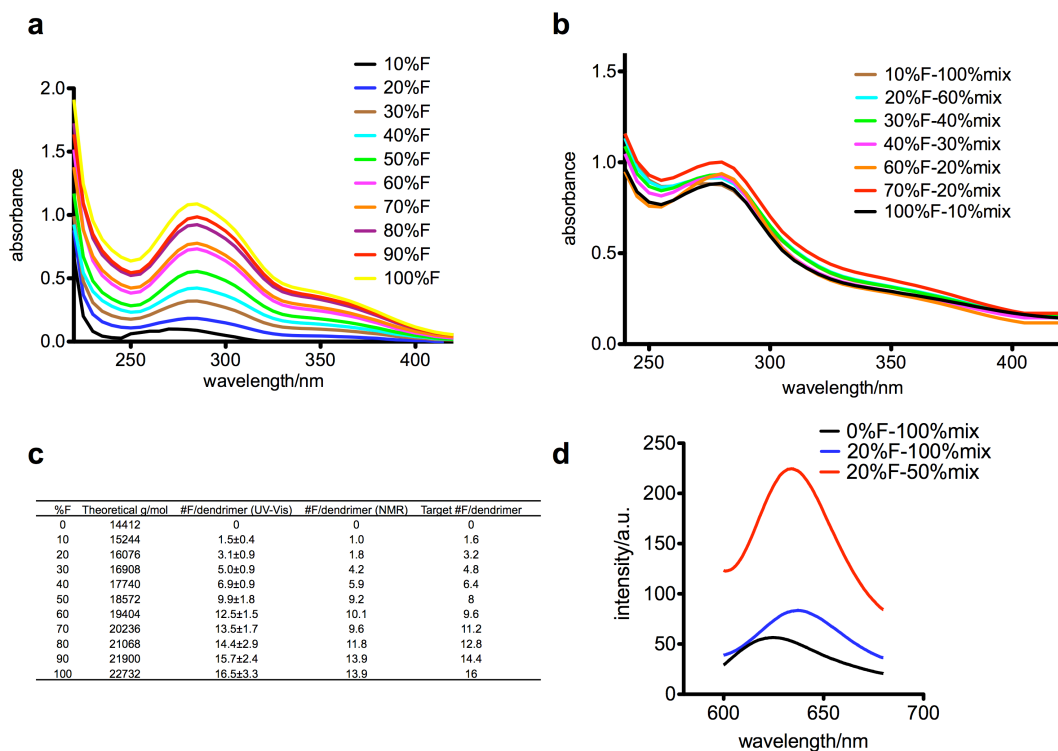 a
10%F
20%F
30%F
40%F
50%F
60%F
70%F
80%F
90%F
100%F
2.0
1.5
1.0
0.5
0.0
absorbance
250 300 350 400
wavelength/nm
b
10%F-100%mix
20%F-60%mix
30%F-40%mix
40%F-30%mix
60%F-20%mix
70%F-20%mix
100%F-10%mix
1.5
1.0
0.5
0.0
absorbance
250 300 350 400
wavelength/nm
c
%F Theoretical g/mol #F/dendrimer (UV-Vis) #F/dendrimer (NMR) Target #F/dendrimer
0 14412 0 0 0
10 15244 1.5±0.4 1.0 1.6
20 16076 3.1±0.9 1.8 3.2
30 16908 5.0±0.9 4.2 4.8
40 17740 6.9±0.9 5.9 6.4
50 18572 9.9±1.8 9.2 8
60 19404 12.5±1.5 10.1 9.6
70 20236 13.5±1.7 9.6 11.2
80 21068 14.4±2.9 11.8 12.8
90 21900 15.7±2.4 13.9 14.4
100 22732 16.5±3.3 13.9 16
d
0%F-100%mix
20%F-100%mix
20%F-50%mix
250
200
150
100
50
0
intensity/a.u.
600 650 700
wavelength/nm